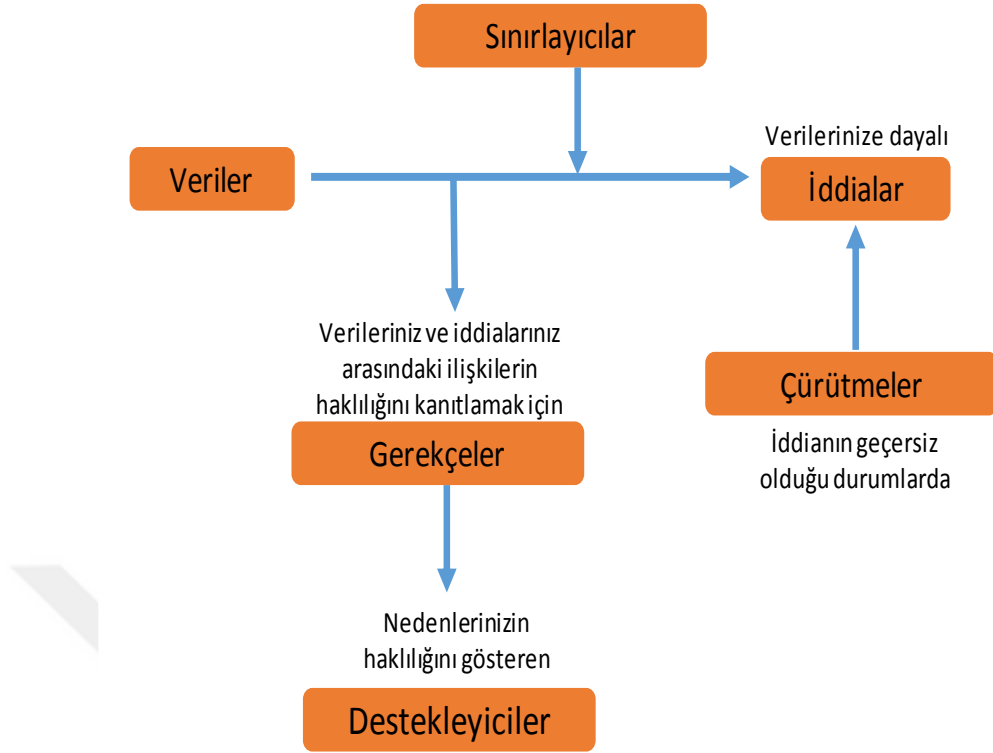 Sınırlayıcılar
Verilerinize dayalı
Veriler
İddialar
Verileriniz ve iddialarınız
arasındaki ilişkilerin
haklılığını kanıtlamak için
Gerekçeler
Çürütmeler
İddianın geçersiz
olduğu durumlarda
Nedenlerinizin
haklılığını gösteren
Destekleyiciler